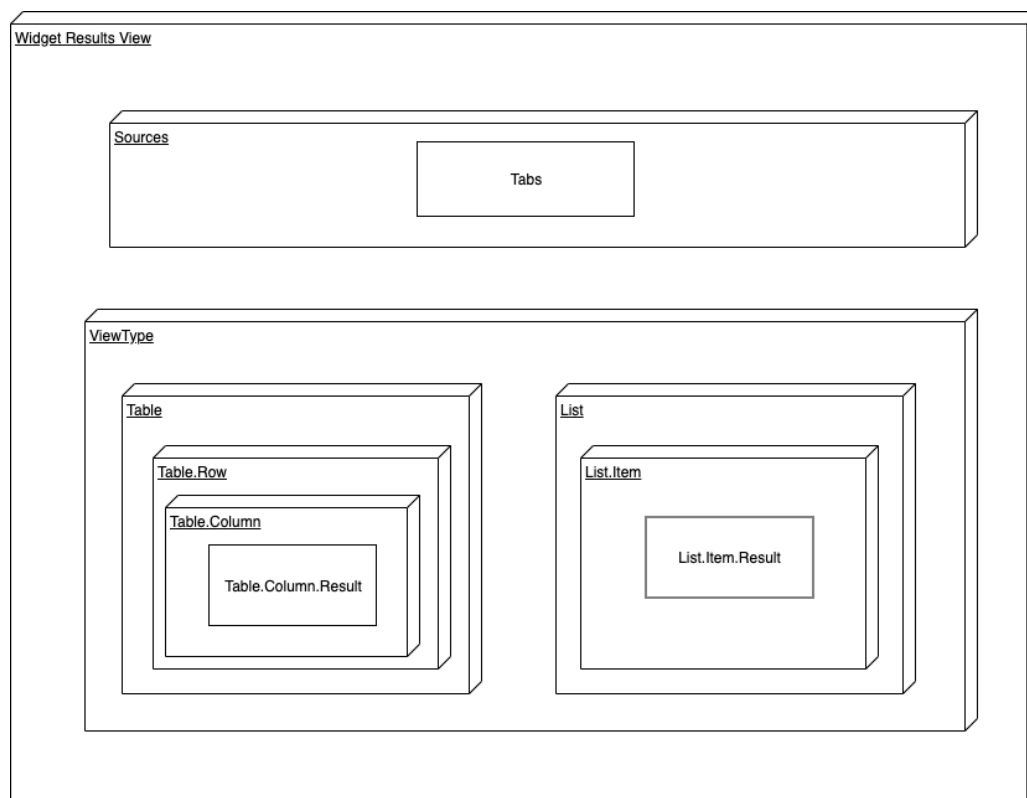 Widget Results View
Sources
Tabs
ViewType
Table
Table.Row
Table.Column
Table.Column.Result
List
List.Item
List.Item.Result